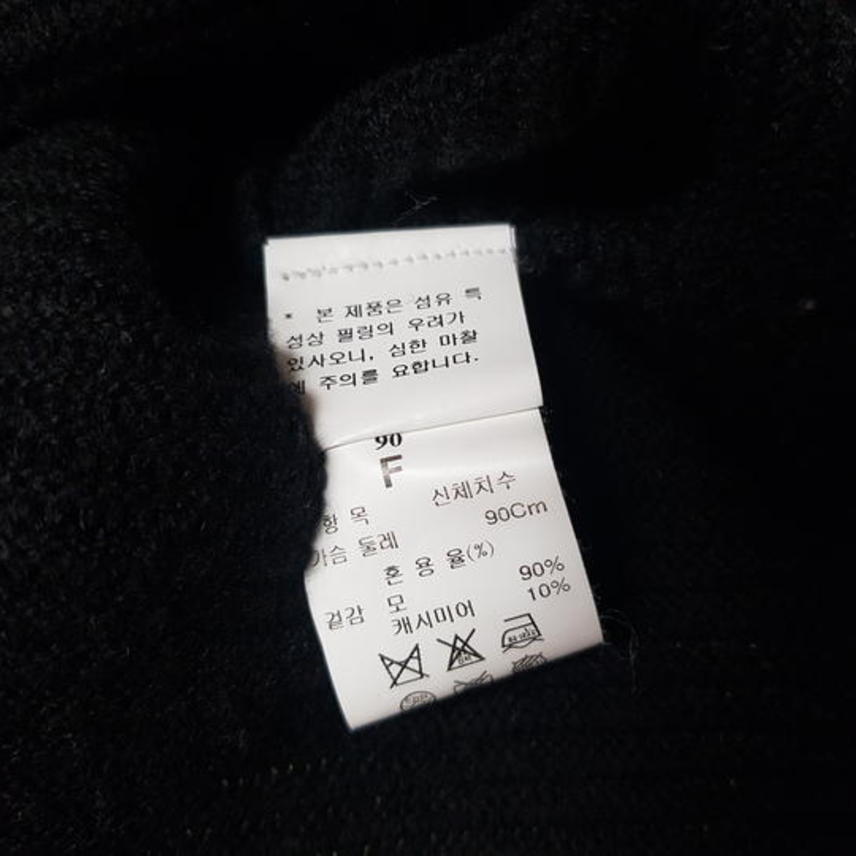 * 본 제품은 섬유 특
성상 필링의 우려가
있사오니, 심한 마찰
에 주의를 요합니다.
90
F
항 목 신체치수
가슴 둘레 90Cm
혼 용 율(%)
겉감 모 90%
캐시미어 10%